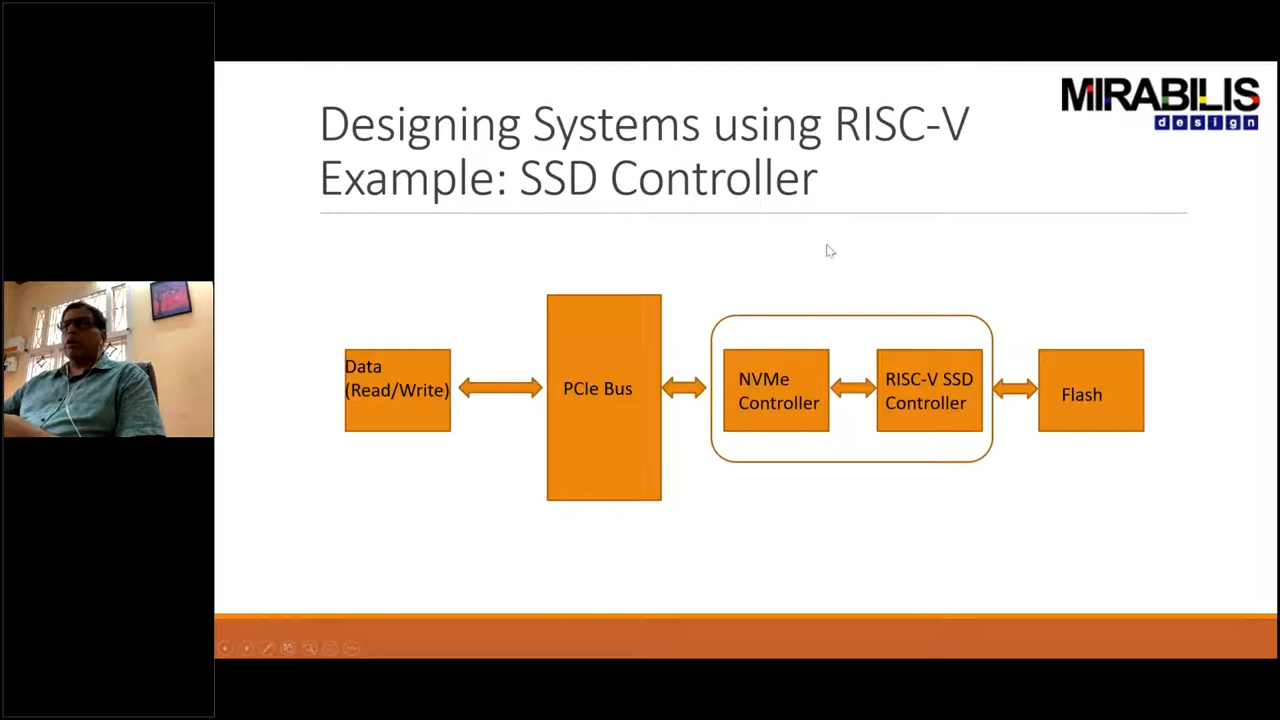 MIRABILIS
design
Designing Systems using RISC-V
Example: SSD Controller
Data
(Read/Write)
PCIe Bus
NVMe
Controller
RISC-V SSD
Controller
Flash